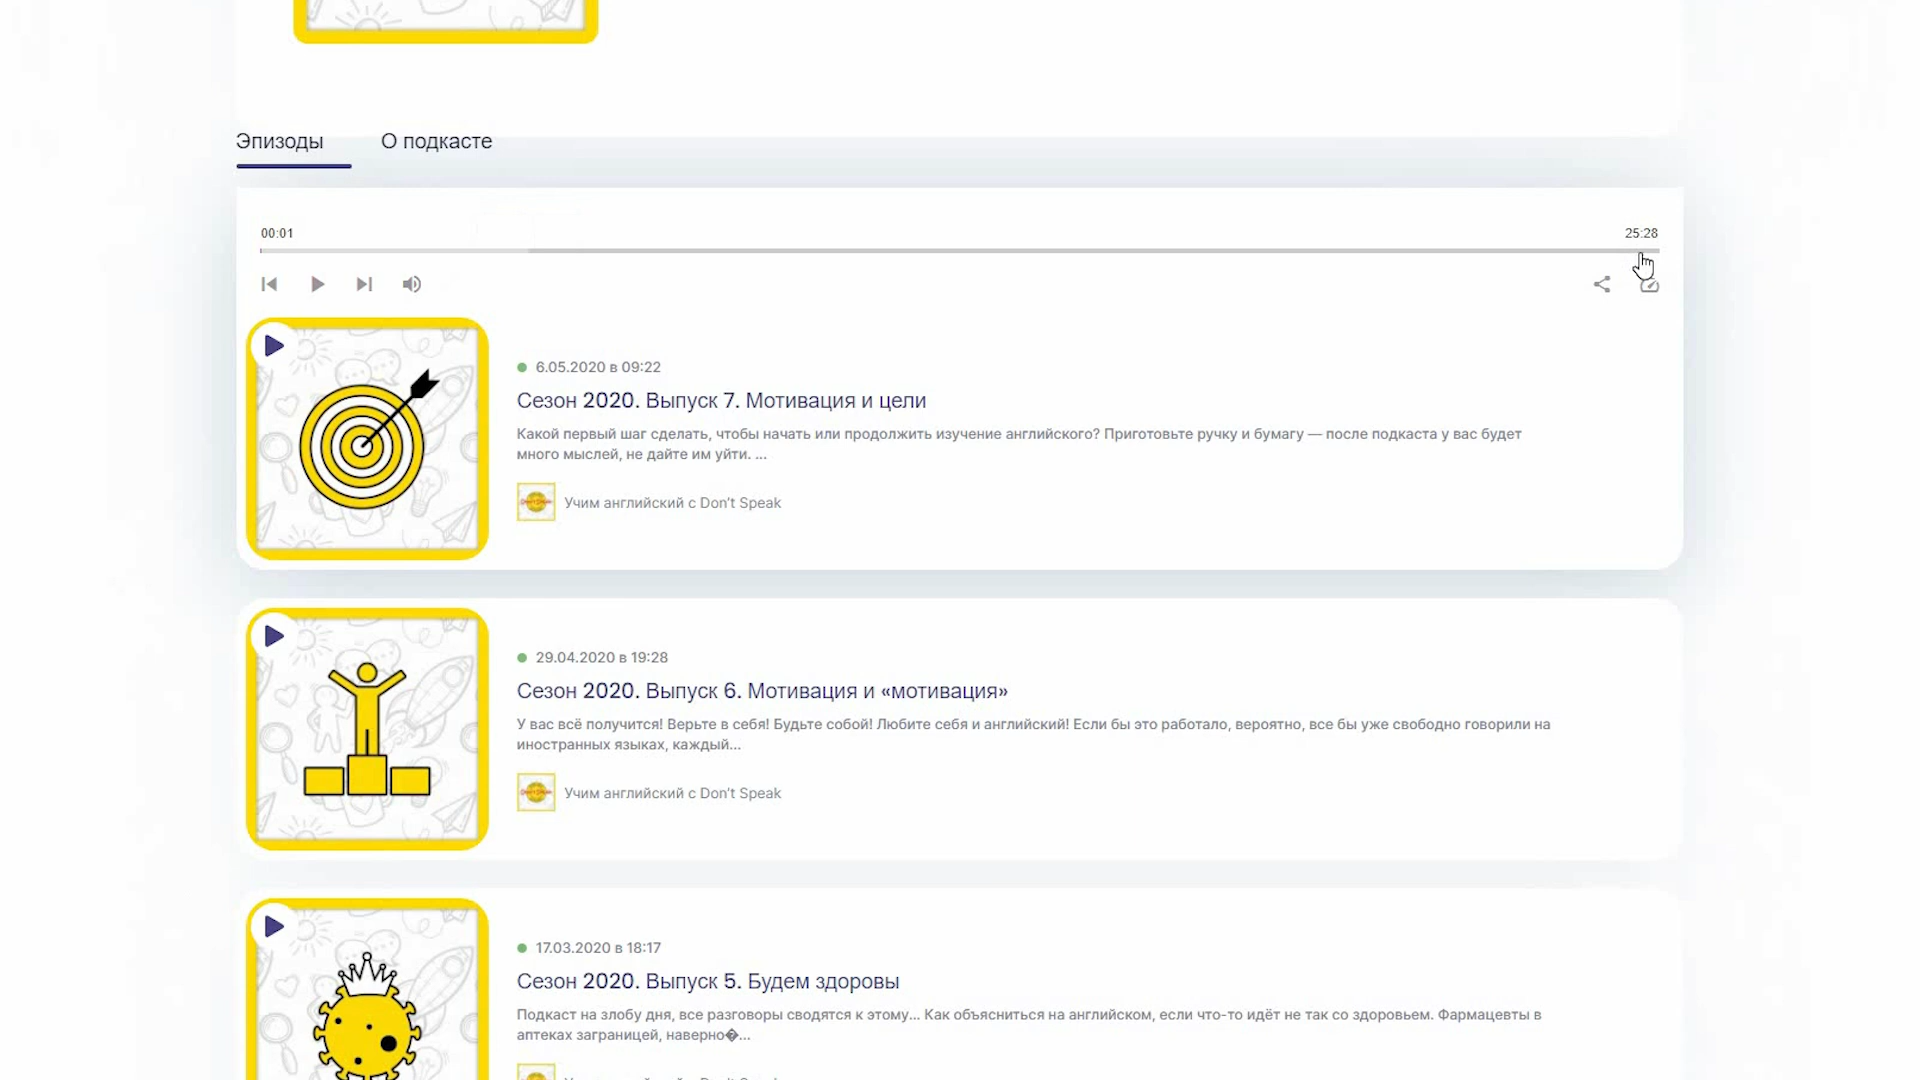 Эпизоды О подкасте
00:01 25:28
6.05.2020 в 09:22
Сезон 2020. Выпуск 7. Мотивация и цели
Какой первый шаг сделать, чтобы начать или продолжить изучение английского? Приготовьте ручку и бумагу — после подкаста у вас будет
много мыслей, не дайте им уйти. ...
Учим английский с Don't Speak
29.04.2020 в 19:28
Сезон 2020. Выпуск 6. Мотивация и «мотивация»
У вас всё получится! Верьте в себя! Будьте собой! Любите себя и английский! Если бы это работало, вероятно, все бы уже свободно говорили на
иностранных языках, каждый...
Учим английский с Don't Speak
17.03.2020 в 18:17
Сезон 2020. Выпуск 5. Будем здоровы
Подкаст на злобу дня, все разговоры сводятся к этому... Как объясниться на английском, если что-то идёт не так со здоровьем. Фармацевты в
аптеках заграницей, наверно�...